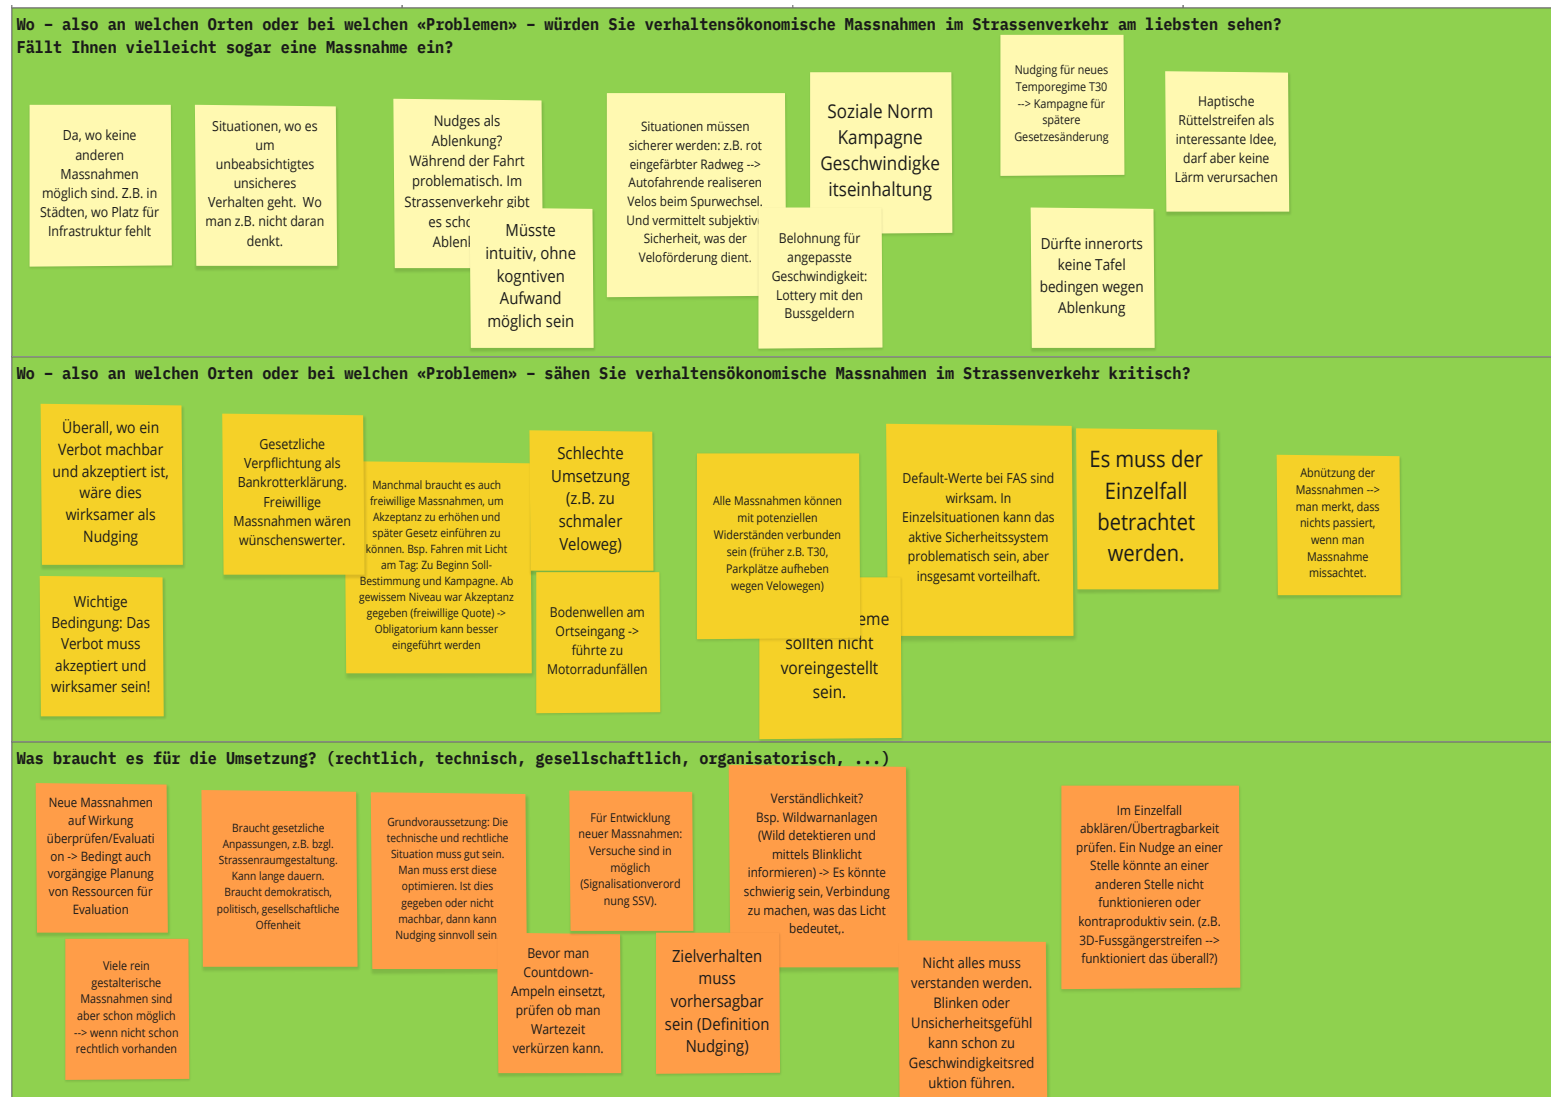 Wo – also an welchen Orten oder bei welchen «Problemen» – würden Sie verhaltensökonomische Massnahmen im Strassenverkehr am liebsten sehen?
Fällt Ihnen vielleicht sogar eine Massnahme ein?
Da, wo keine
anderen
Massnahmen
möglich sind. Z.B. in
Städten, wo Platz für
Infrastruktur fehlt
Situationen, wo es
um
unbeabsichtigtes
unsicheres
Verhalten geht. Wo
man z.B. nicht daran
denkt.
Nudges als
Ablenkung?
Während der Fahrt
problematisch. Im
Strassenverkehr gibt
es
Müsste
intuitiv, ohne
kogntiven
Aufwand
möglich sein
Situationen müssen
sicherer werden: z.B. rot
eingefärbter Radweg -->
Autofahrende realiseren
Velos beim Spurwechsel.
Und vermittelt
Sicherheit, was der
Veloförderung dient.
Soziale Norm
Kampagne
Geschwindigke
itseinhaltung
Belohnung für
angepasste
Geschwindigkeit:
Lottery mit den
Bussgeldern
Nudging für neues
Temporegime T30
--> Kampagne für
spätere
Gesetzesänderung
Dürfte innerorts
keine Tafel
bedingen wegen
Ablenkung
Haptische
Rüttelstreifen als
interessante Idee,
darf aber keine
Lärm verursachen
Wo – also an welchen Orten oder bei welchen «Problemen» – sähen Sie verhaltensökonomische Massnahmen im Strassenverkehr kritisch?
Überall, wo ein
Verbot machbar
und akzeptiert ist,
wäre dies
wirksamer als
Nudging
Wichtige
Bedingung: Das
Verbot muss
akzeptiert und
wirksamer sein!
Gesetzliche
Verpflichtung als
Bankrotterklärung.
Freiwillige
Massnahmen wären
wünschenswerter.
Manchmal braucht es auch
freiwillige Massnahmen, um
Akzeptanz zu erhöhen und
später Gesetz einführen zu
können. Bsp. Fahren mit Licht
am Tag: Zu Beginn Soll-
Bestimmung und Kampagne. Ab
gewissem Niveau war Akzeptanz
gegeben (freiwillige Quote) ->
Obligatorium kann besser
eingeführt werden
Schlechte
Umsetzung
(z.B. zu
schmaler
Veloweg)
Bodenwellen am
Ortseingang ->
führte zu
Motorradunfällen
Alle Massnahmen können
mit potenziellen
Widerständen verbunden
sein (früher z.B. T30,
Parkplätze aufheben
wegen Velowegen)
sollten nicht
voreingestellt
sein.
Default-Werte bei FAS sind
wirksam. In
Einzelsituationen kann das
aktive Sicherheitssystem
problematisch sein, aber
insgesamt vorteilhaft.
Es muss der
Einzelfall
betrachtet
werden.
Abnützung der
Massnahmen -->
man merkt, dass
nichts passiert,
wenn man
Massnahme
missachtet.
Was braucht es für die Umsetzung? (rechtlich, technisch, gesellschaftlich, organisatorisch, ...)
Neue Massnahmen
auf Wirkung
überprüfen/Evaluati
on -> Bedingt auch
vorgängige Planung
von Ressourcen für
Evaluation
Viele rein
gestalterische
Massnahmen sind
aber schon möglich
--> wenn nicht schon
rechtlich vorhanden
Braucht gesetzliche
Anpassungen, z.B. bzgl.
Strassenraumgestaltung.
Kann lange dauern.
Braucht demokratisch,
politisch, gesellschaftliche
Offenheit
Grundvoraussetzung: Die
technische und rechtliche
Situation muss gut sein.
Man muss erst diese
optimieren. Ist dies
gegeben oder nicht
machbar, dann kann
Nudging sinnvoll sein
Bevor man
Countdown-
Ampeln einsetzt,
prüfen ob man
Wartezeit
verkürzen kann.
Für Entwicklung
neuer Massnahmen:
Versuche sind in
möglich
(Signalisationverord
nung SSV).
Zielverhalten
muss
vorhersagbar
sein (Definition
Nudging)
Verständlichkeit?
Bsp. Wildwarnanlagen
(Wild detektieren und
mittels Blinklicht
informieren) -> Es könnte
schwierig sein, Verbindung
zu machen, was das Licht
bedeutet,.
Nicht alles muss
verstanden werden.
Blinken oder
Unsicherheitsgefühl
kann schon zu
Geschwindigkeitsred
uktion führen.
Im Einzelfall
abklären/Übertragbarkeit
prüfen. Ein Nudge an einer
Stelle könnte an einer
anderen Stelle nicht
funktionieren oder
kontraproduktiv sein. (z.B.
3D-Fussgängerstreifen -->
funktioniert das überall?)